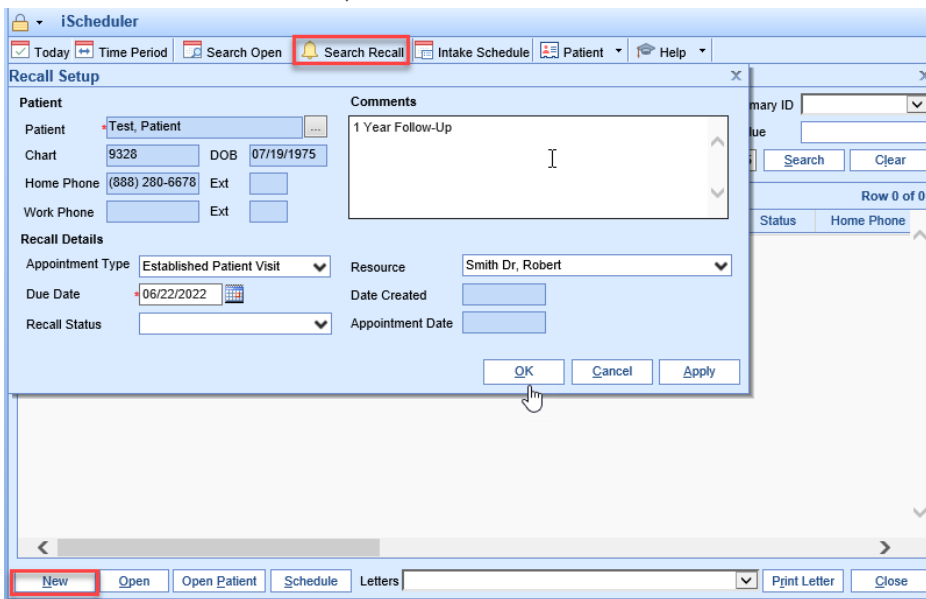 iScheduler
Today Time Period Search Open Search Recall Intake Schedule Patient Help
Recall Setup X
Patient Comments
Patient *Test, Patient ... 1 Year Follow-Up
Chart 9328 DOB 07/19/1975
Home Phone (888) 280-6678 Ext
Work Phone Ext
Recall Details
Appointment Type Established Patient Visit Resource Smith Dr, Robert
Due Date *06/22/2022 Date Created
Recall Status Appointment Date
OK Cancel Apply
mary ID
lue
Search Clear
Row 0 of 0
Status Home Phone
New Open Open Patient Schedule Letters Print Letter Close